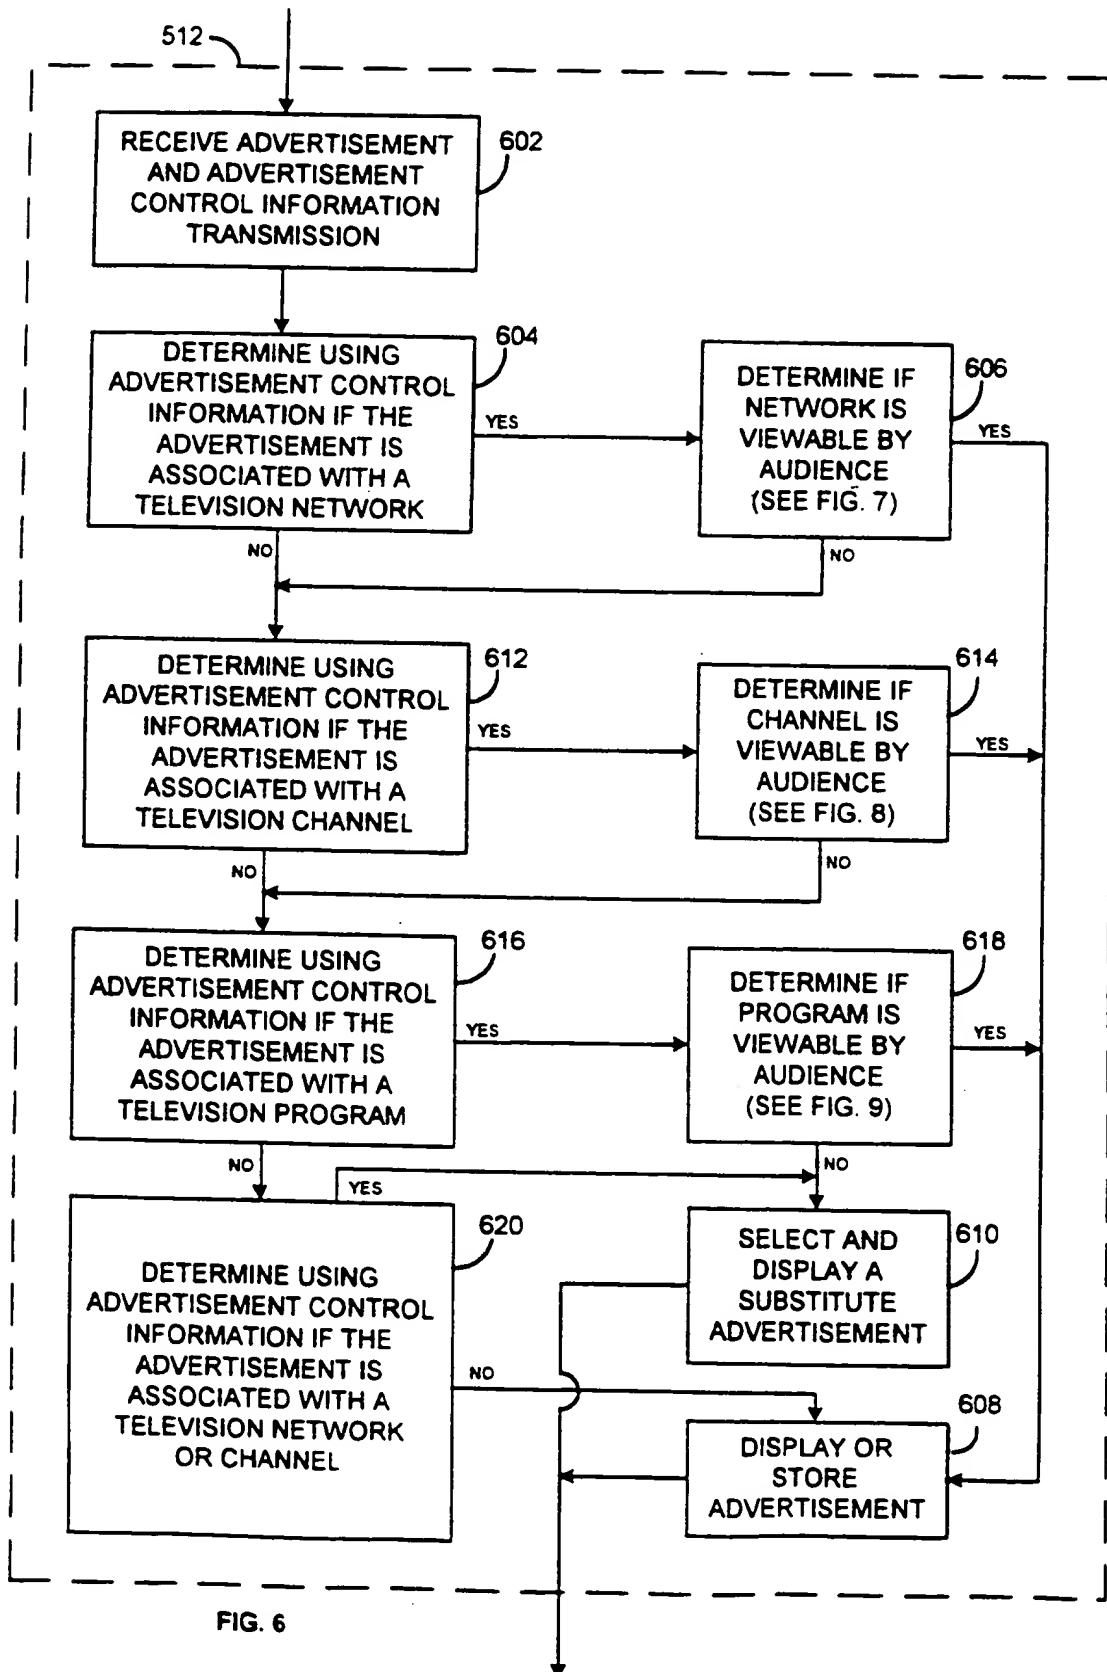 512
RECEIVE ADVERTISEMENT
AND ADVERTISEMENT
CONTROL INFORMATION
TRANSMISSION
602
DETERMINE USING
ADVERTISEMENT CONTROL
INFORMATION IF THE
ADVERTISEMENT IS
ASSOCIATED WITH A
TELEVISION NETWORK
604
YES
NO
DETERMINE IF
NETWORK IS
VIEWABLE BY
AUDIENCE
(SEE FIG. 7)
606
YES
NO
DETERMINE USING
ADVERTISEMENT CONTROL
INFORMATION IF THE
ADVERTISEMENT IS
ASSOCIATED WITH A
TELEVISION CHANNEL
612
YES
NO
DETERMINE IF
CHANNEL IS
VIEWABLE BY
AUDIENCE
(SEE FIG. 8)
614
YES
NO
DETERMINE USING
ADVERTISEMENT CONTROL
INFORMATION IF THE
ADVERTISEMENT IS
ASSOCIATED WITH A
TELEVISION PROGRAM
616
YES
NO
DETERMINE IF
PROGRAM IS
VIEWABLE BY
AUDIENCE
(SEE FIG. 9)
618
YES
NO
YES
DETERMINE USING
ADVERTISEMENT CONTROL
INFORMATION IF THE
ADVERTISEMENT IS
ASSOCIATED WITH A
TELEVISION NETWORK
OR CHANNEL
620
NO
SELECT AND
DISPLAY A
SUBSTITUTE
ADVERTISEMENT
610
DISPLAY OR
STORE
ADVERTISEMENT
608
FIG. 6